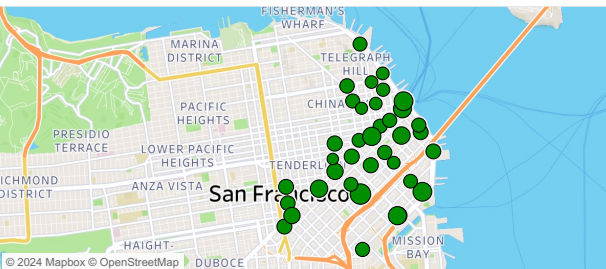 FISHERMAN'S
WHARF
MARINA
DISTRICT
TELEGRAPH
HILL
PACIFIC
HEIGHTS
CHINA
PRESIDIO
TERRACE
LOWER PACIFIC
HEIGHTS
TENDERL
ICHMOND
DISTRICT
ANZA VISTA
San Francisco
HAIGHT-
DUBOCE
MISSION
BAY
© 2024 Mapbox © OpenStreetMap